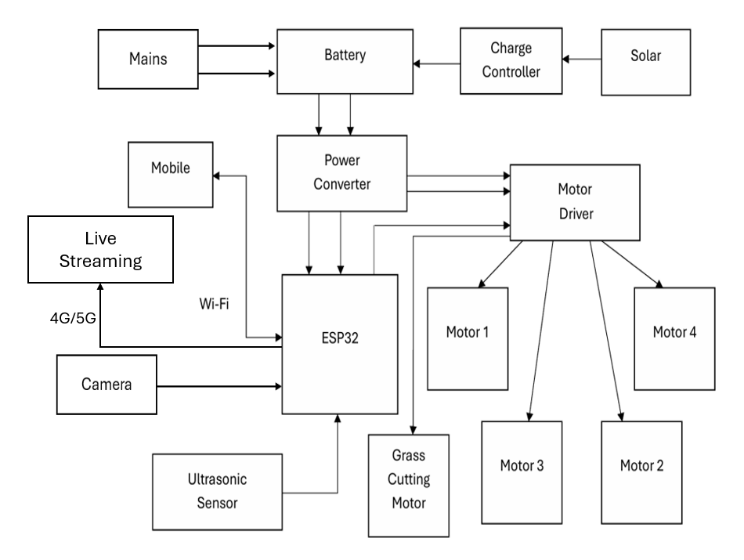 Mains
Battery
Charge
Controller
Solar
Mobile
Power
Converter
Motor
Driver
Live
Streaming
Wi-Fi
4G/5G
ESP32
Motor 1
Motor 4
Camera
Ultrasonic
Sensor
Grass
Cutting
Motor
Motor 3
Motor 2